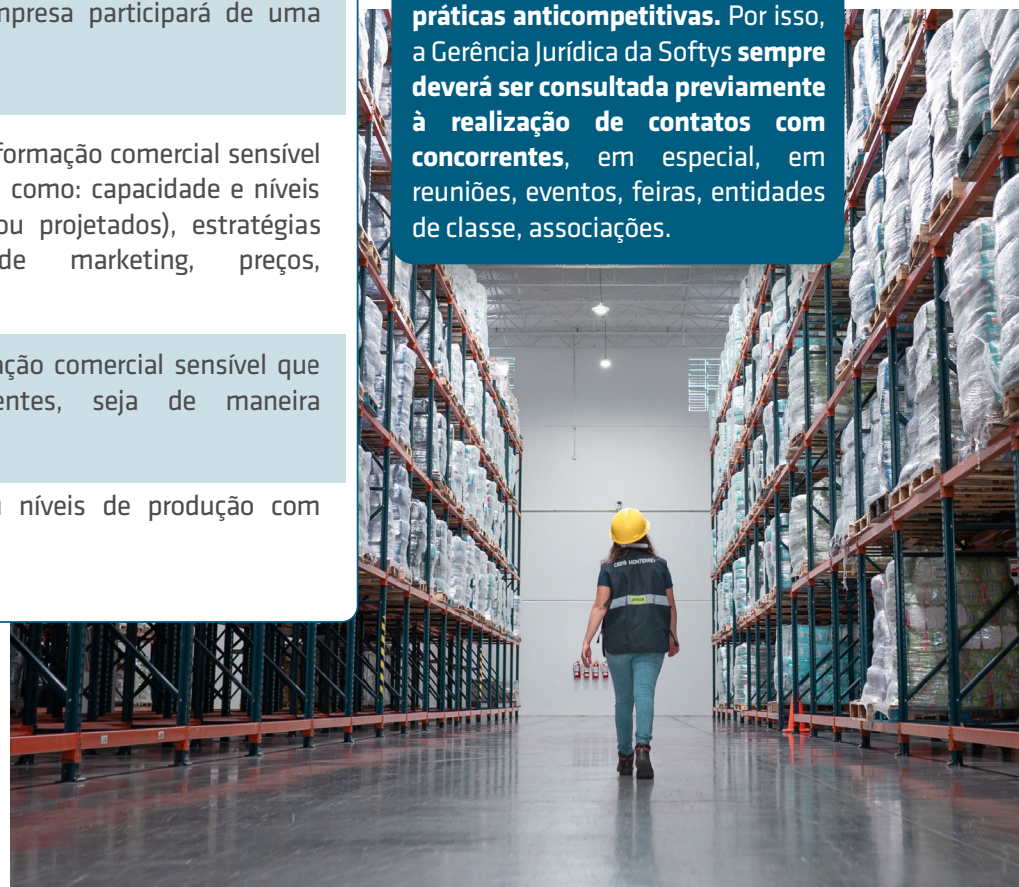 mpresa participará de uma
formação comercial sensível
como: capacidade e níveis
ou projetados), estratégias
de marketing, preços,
ação comercial sensível que
entes, seja de maneira
níveis de produção com
práticas anticompetitivas. Por isso,
a Gerência Jurídica da Softys sempre
deverá ser consultada previamente
à realização de contatos com
concorrentes, em especial, em
reuniões, eventos, feiras, entidades
de classe, associações.
CEDIS MONTERREY